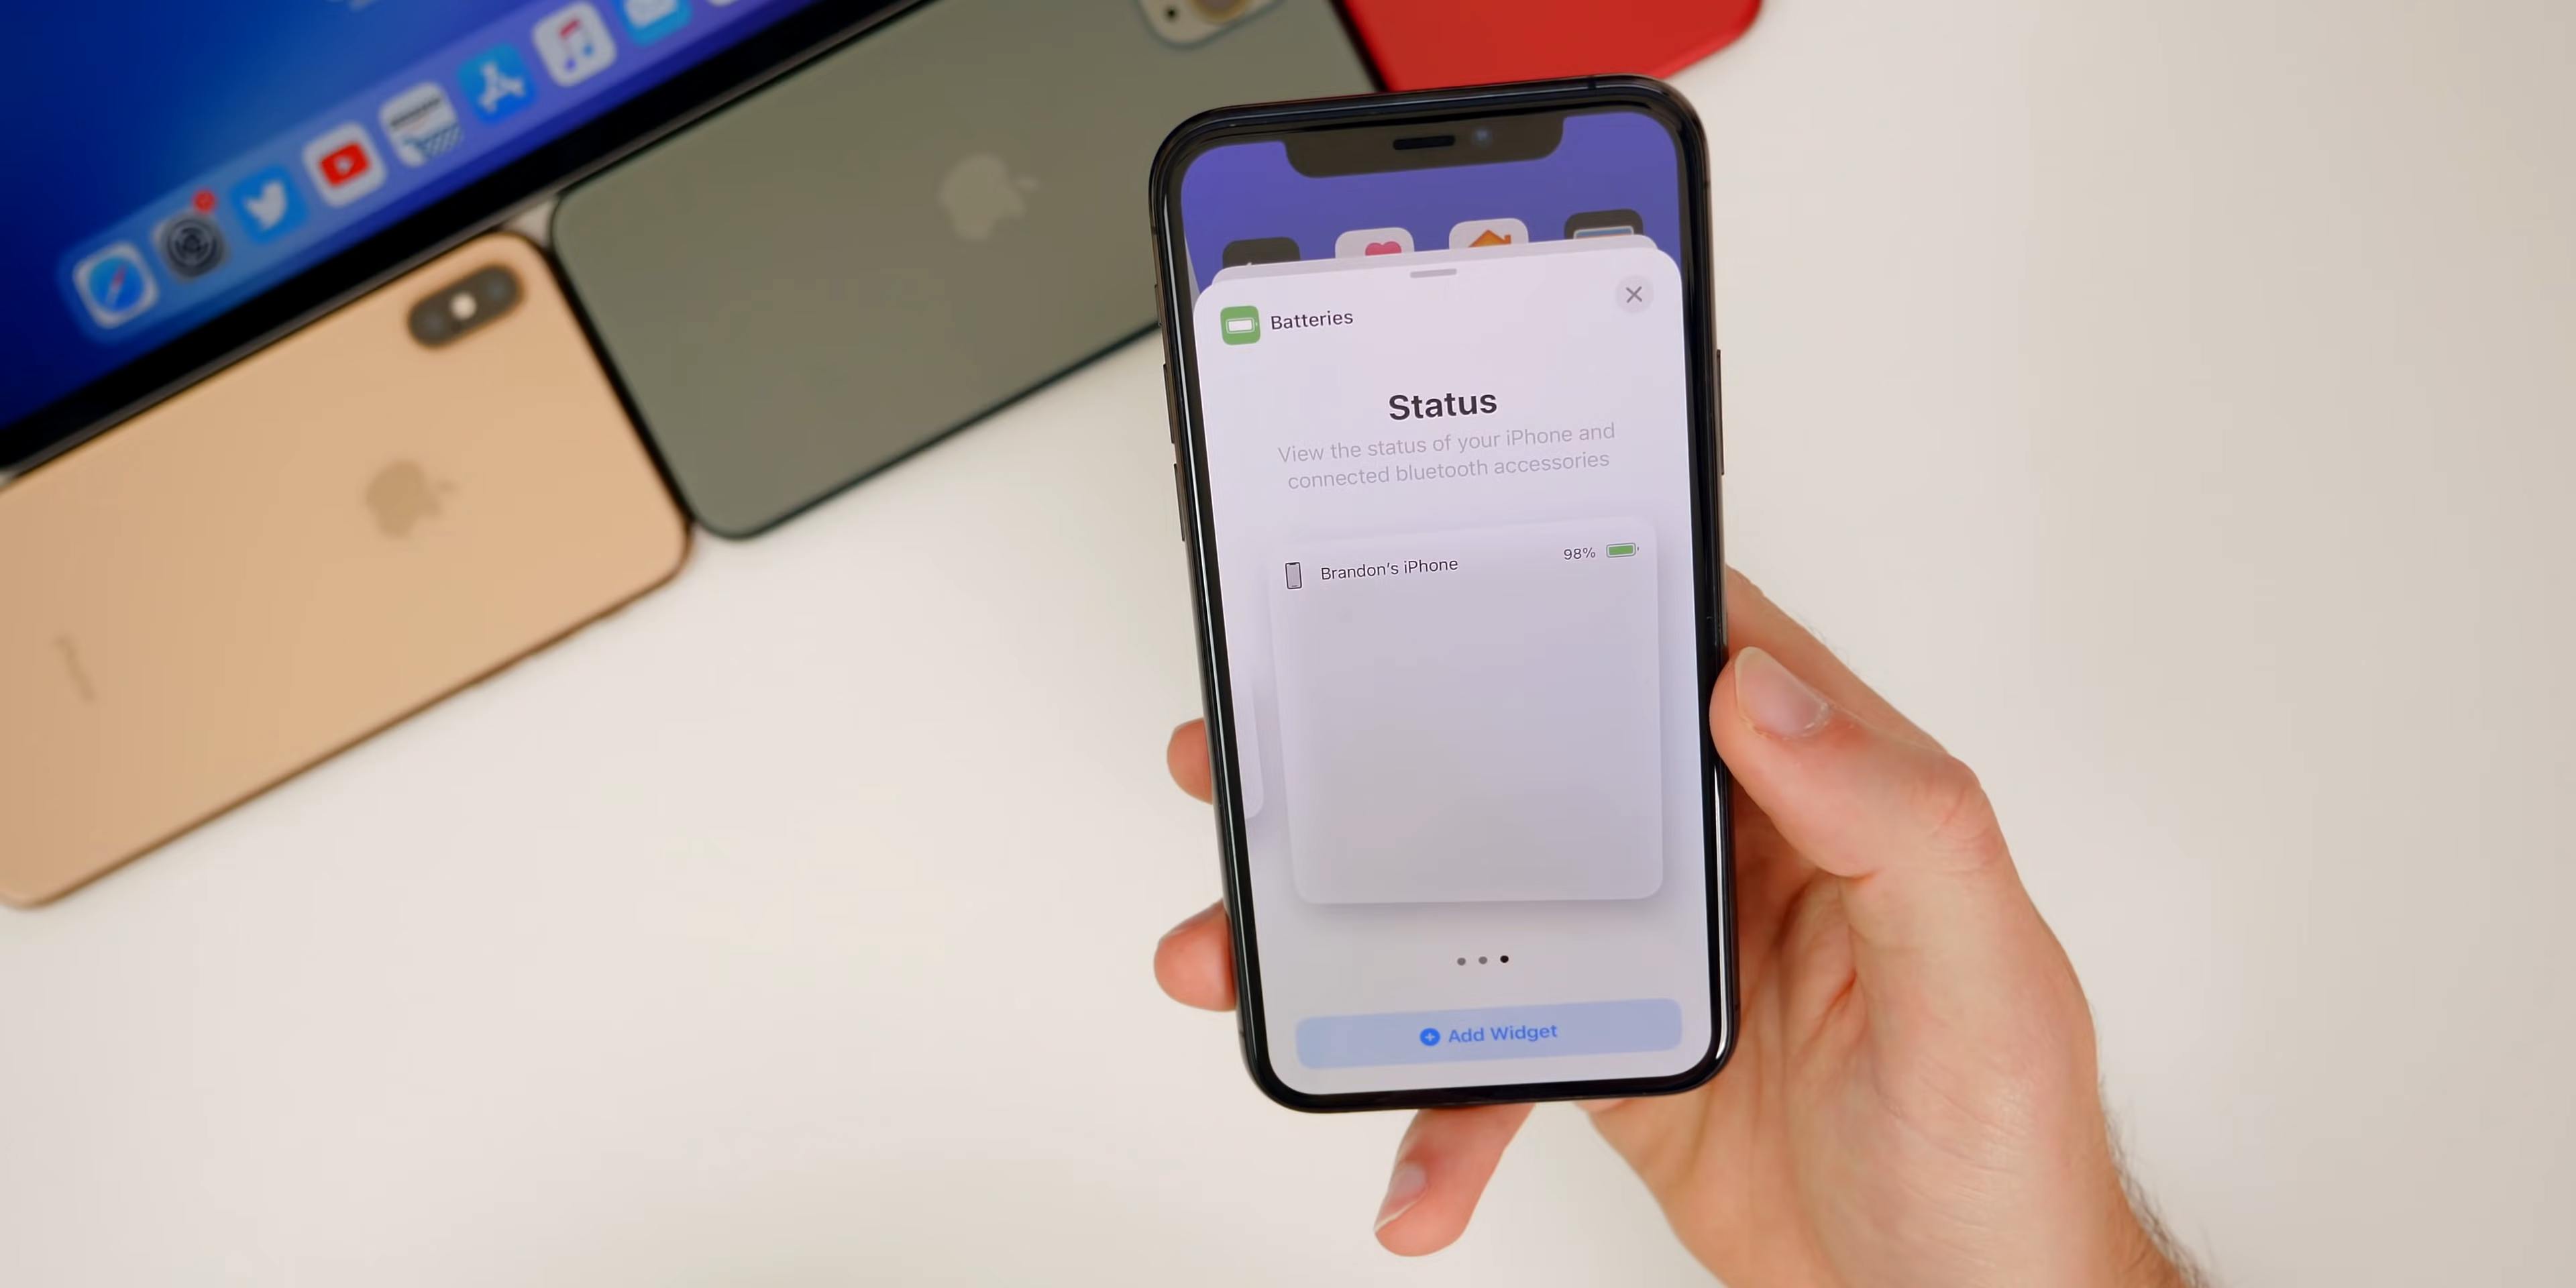 Batteries
Status
View the status of your iPhone and
connected bluetooth accessories
Brandon's iPhone
98%
Add Widget